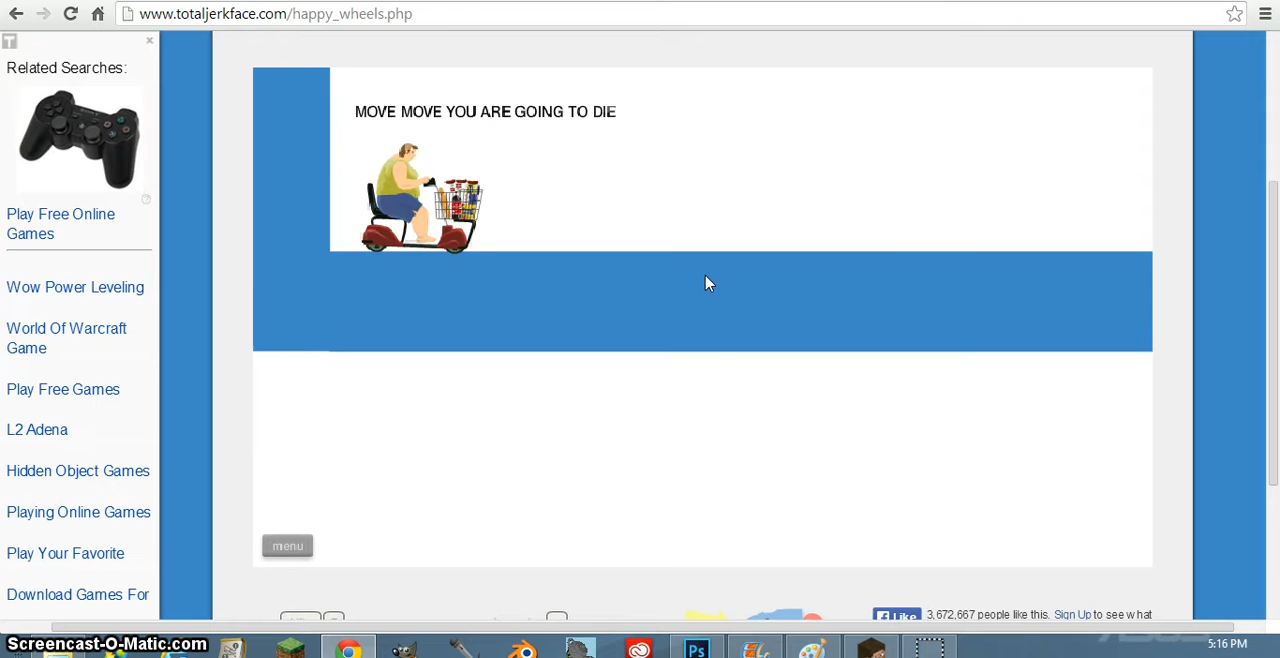 www.totaljerkface.com/happy_wheels.php
T
Related Searches:
Play Free Online
Games
Wow Power Leveling
World Of Warcraft
Game
Play Free Games
L2 Adena
Hidden Object Games
Playing Online Games
Play Your Favorite
Download Games For
MOVE MOVE YOU ARE GOING TO DIE
menu
f Like 3,672,667 people like this. Sign Up to see what
Screencast-O-Matic.com
Ps
5:16 PM